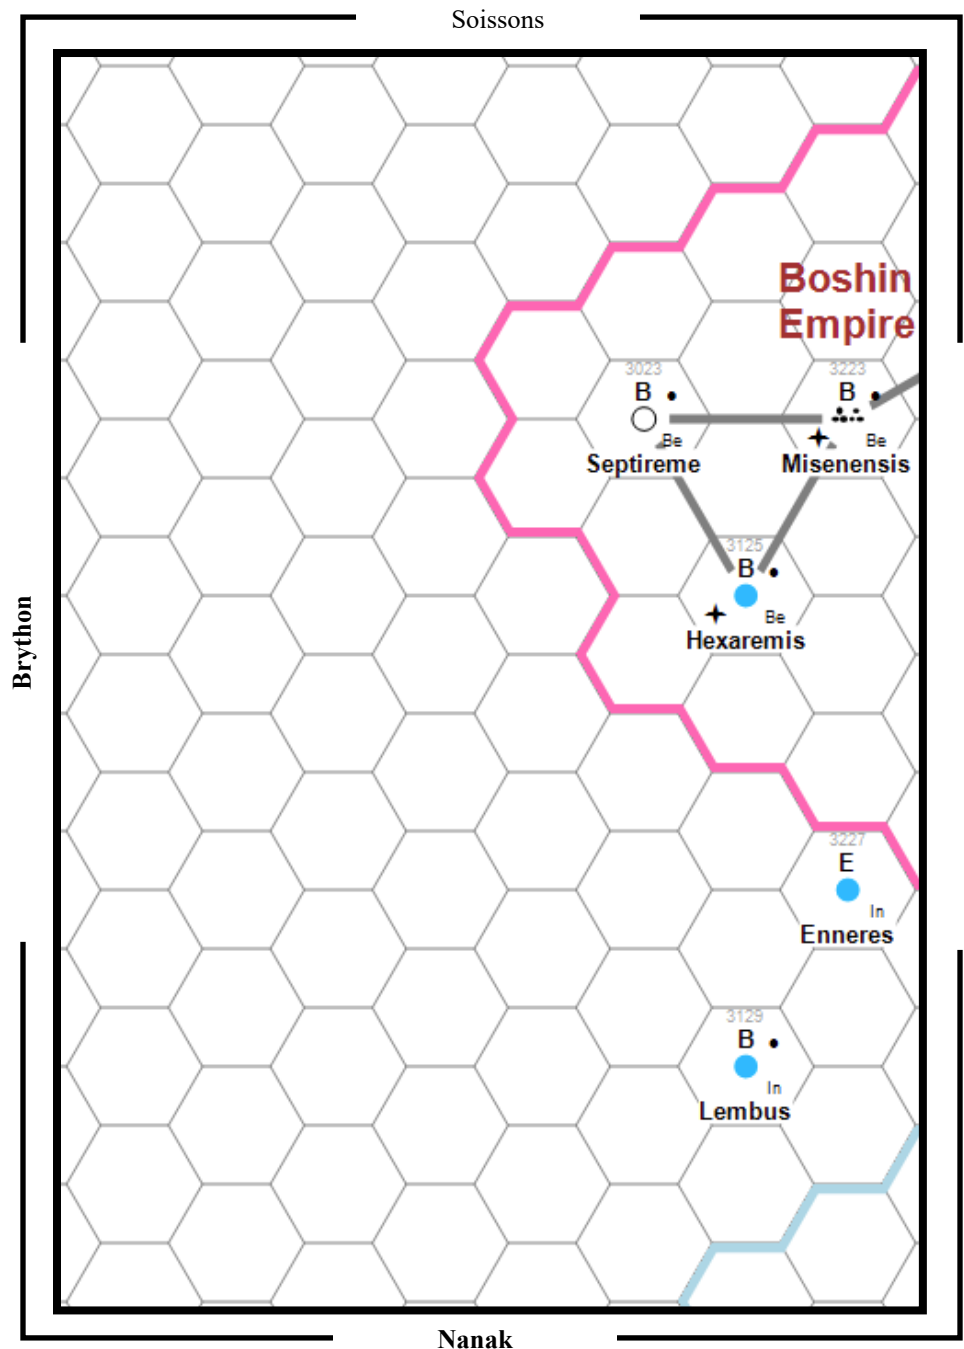 Soissons
Boshin
Empire
3023
B
Be
Septireme
3223
B
Be
Misenensis
3125
B
Be
Hexaremis
Brython
3227
E
In
Enneres
3129
B
In
Lembus
Nanak